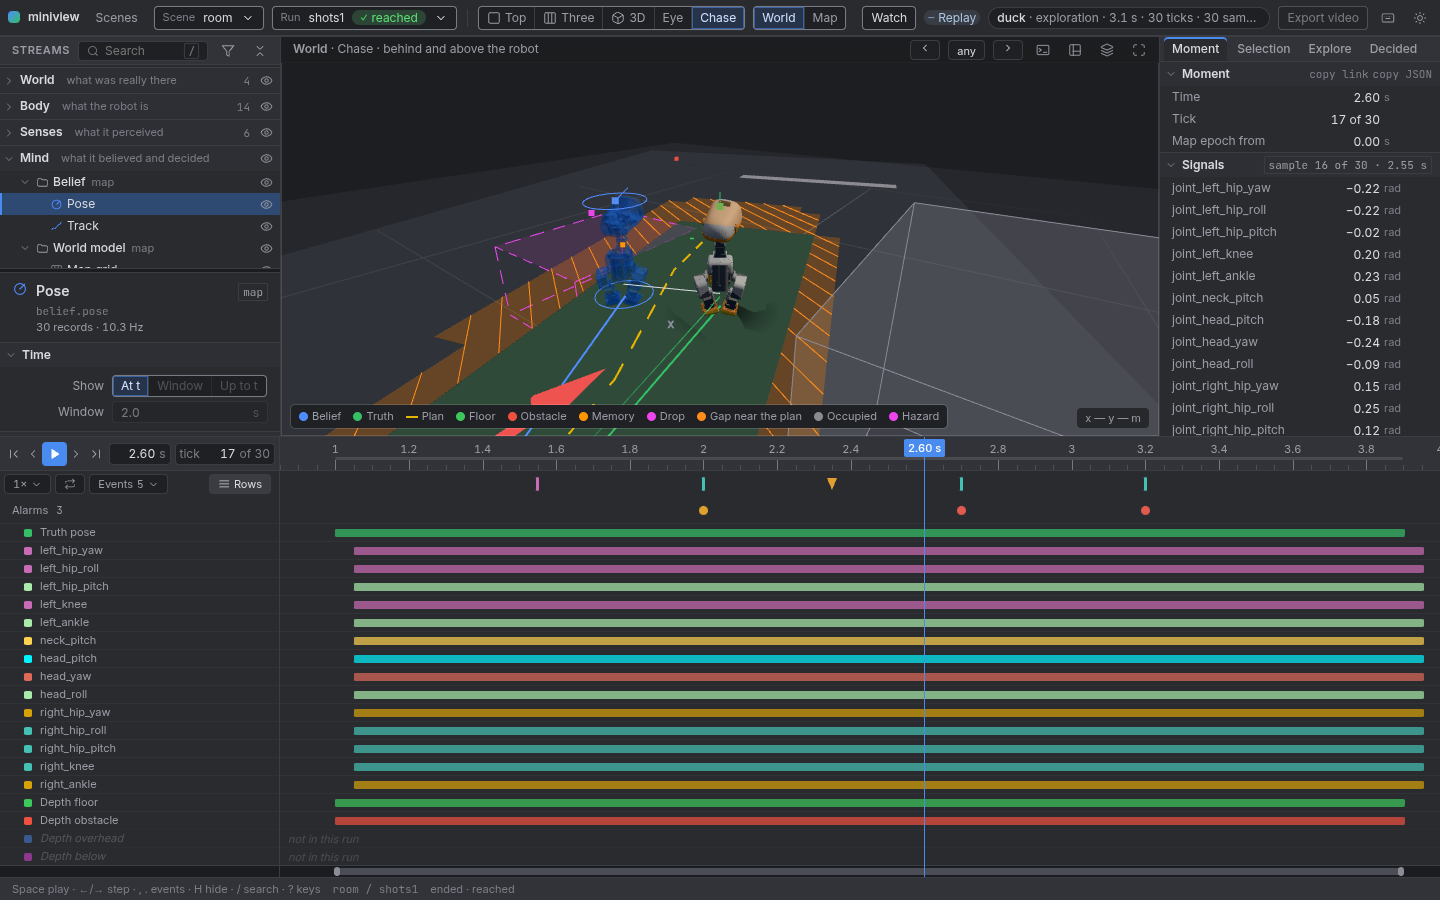 miniview Scenes Scene room Run shots1 ✓ reached Top Three 3D Eye Chase World Map Watch Replay duck · exploration · 3.1 s · 30 ticks · 30 sam... Export video
STREAMS Search /
World what was really there 4
Body what the robot is 14
Senses what it perceived 6
Mind what it believed and decided
Belief map
Pose
Track
World model map
Pose map
belief.pose
30 records · 10.3 Hz
Time
Show At t Window Up to t
Window 2.0 s
World · Chase · behind and above the robot
any
x
Belief Truth Plan Floor Obstacle Memory Drop Gap near the plan Occupied Hazard
x — y — m
Moment Selection Explore Decided
Moment copy link copy JSON
Time 2.60 s
Tick 17 of 30
Map epoch from 0.00 s
Signals sample 16 of 30 · 2.55 s
joint_left_hip_yaw −0.22 rad
joint_left_hip_roll −0.22 rad
joint_left_hip_pitch −0.02 rad
joint_left_knee 0.20 rad
joint_left_ankle 0.23 rad
joint_neck_pitch 0.05 rad
joint_head_pitch −0.18 rad
joint_head_yaw −0.24 rad
joint_head_roll −0.09 rad
joint_right_hip_yaw 0.15 rad
joint_right_hip_roll 0.25 rad
joint_right_hip_pitch 0.12 rad
2.60 s tick 17 of 30
1 1.2 1.4 1.6 1.8 2 2.2 2.4 2.60 s 2.8 3 3.2 3.4 3.6 3.8
1× Events 5 Rows
Alarms 3
Truth pose
left_hip_yaw
left_hip_roll
left_hip_pitch
left_knee
left_ankle
neck_pitch
head_pitch
head_yaw
head_roll
right_hip_yaw
right_hip_roll
right_hip_pitch
right_knee
right_ankle
Depth floor
Depth obstacle
Depth overhead not in this run
Depth below not in this run
Space play · ←/→ step · , . events · H hide · / search · ? keys room / shots1 ended · reached